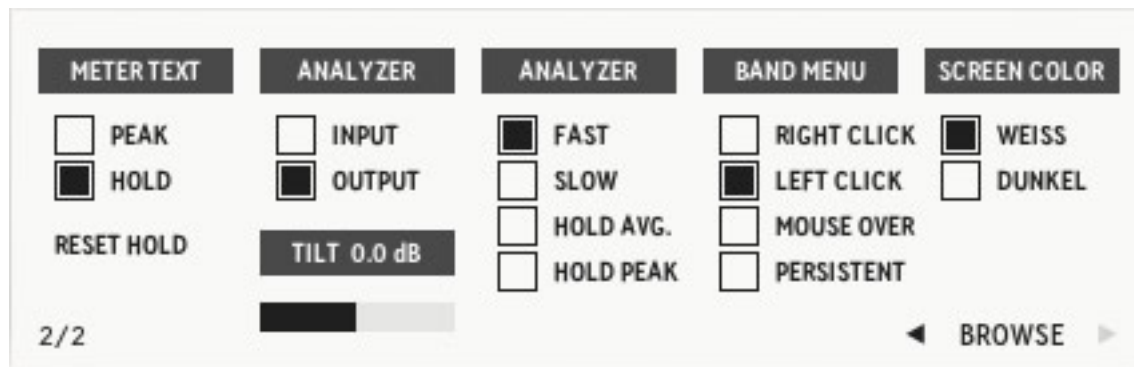 METER TEXT
PEAK
HOLD
RESET HOLD
ANALYZER
INPUT
OUTPUT
TILT 0.0 dB
ANALYZER
FAST
SLOW
HOLD AVG.
HOLD PEAK
BAND MENU
RIGHT CLICK
LEFT CLICK
MOUSE OVER
PERSISTENT
SCREEN COLOR
WEISS
DUNKEL
2/2
BROWSE